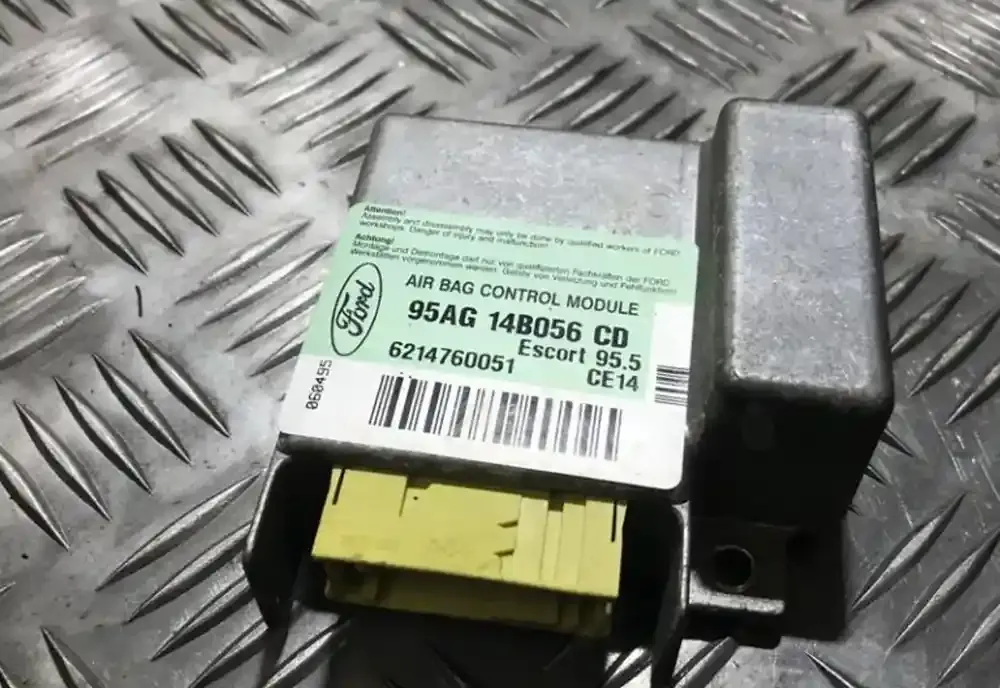 Attention!
Assembly and disassembly may only be done by qualified workers of FORD
workshops. Danger of injury and malfunction!
Achtung!
Montage und Demontage darf nur von qualifizierten Fachkräften der FORD
Werkstätten vorgenommen werden. Gefahr von Verletzung und Fehlfunktion!
Ford
AIR BAG CONTROL MODULE
95AG 14B056 CD
Escort 95.5
6214760051
CE14
060495